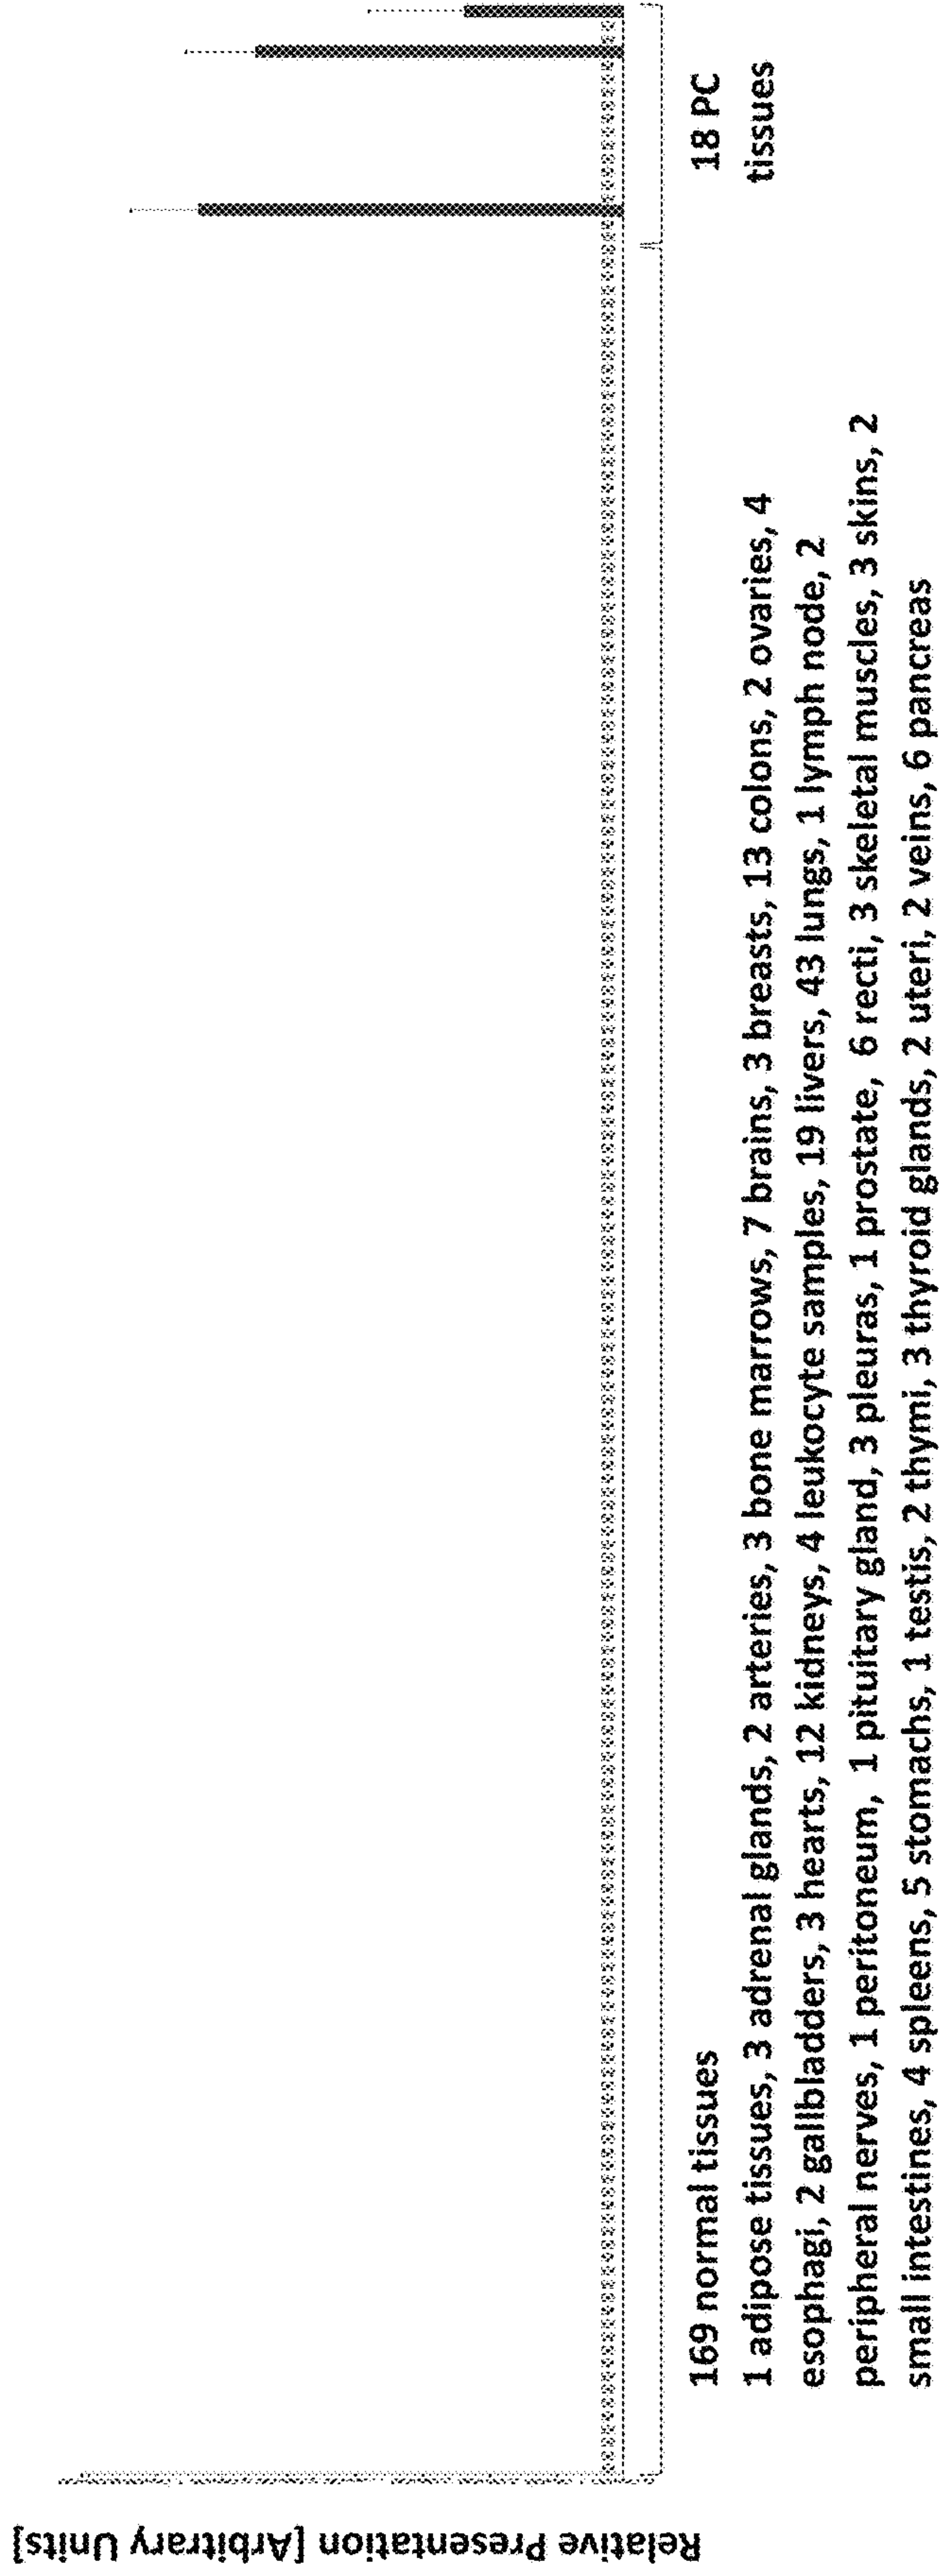 Relative Presentation [Arbitrary Units]
169 normal tissues
18 PC
tissues
1 adipose tissues, 3 adrenal glands, 2 arteries, 3 bone marrows, 7 brains, 3 breasts, 13 colons, 2 ovaries, 4
esophagi, 2 gallbladders, 3 hearts, 12 kidneys, 4 leukocyte samples, 19 livers, 43 lungs, 1 lymph node, 2
peripheral nerves, 1 peritoneum, 1 pituitary gland, 3 pleuras, 1 prostate, 6 recti, 3 skeletal muscles, 3 skins, 2
small intestines, 4 spleens, 5 stomachs, 1 testis, 2 thymi, 3 thyroid glands, 2 uteri, 2 veins, 6 pancreas